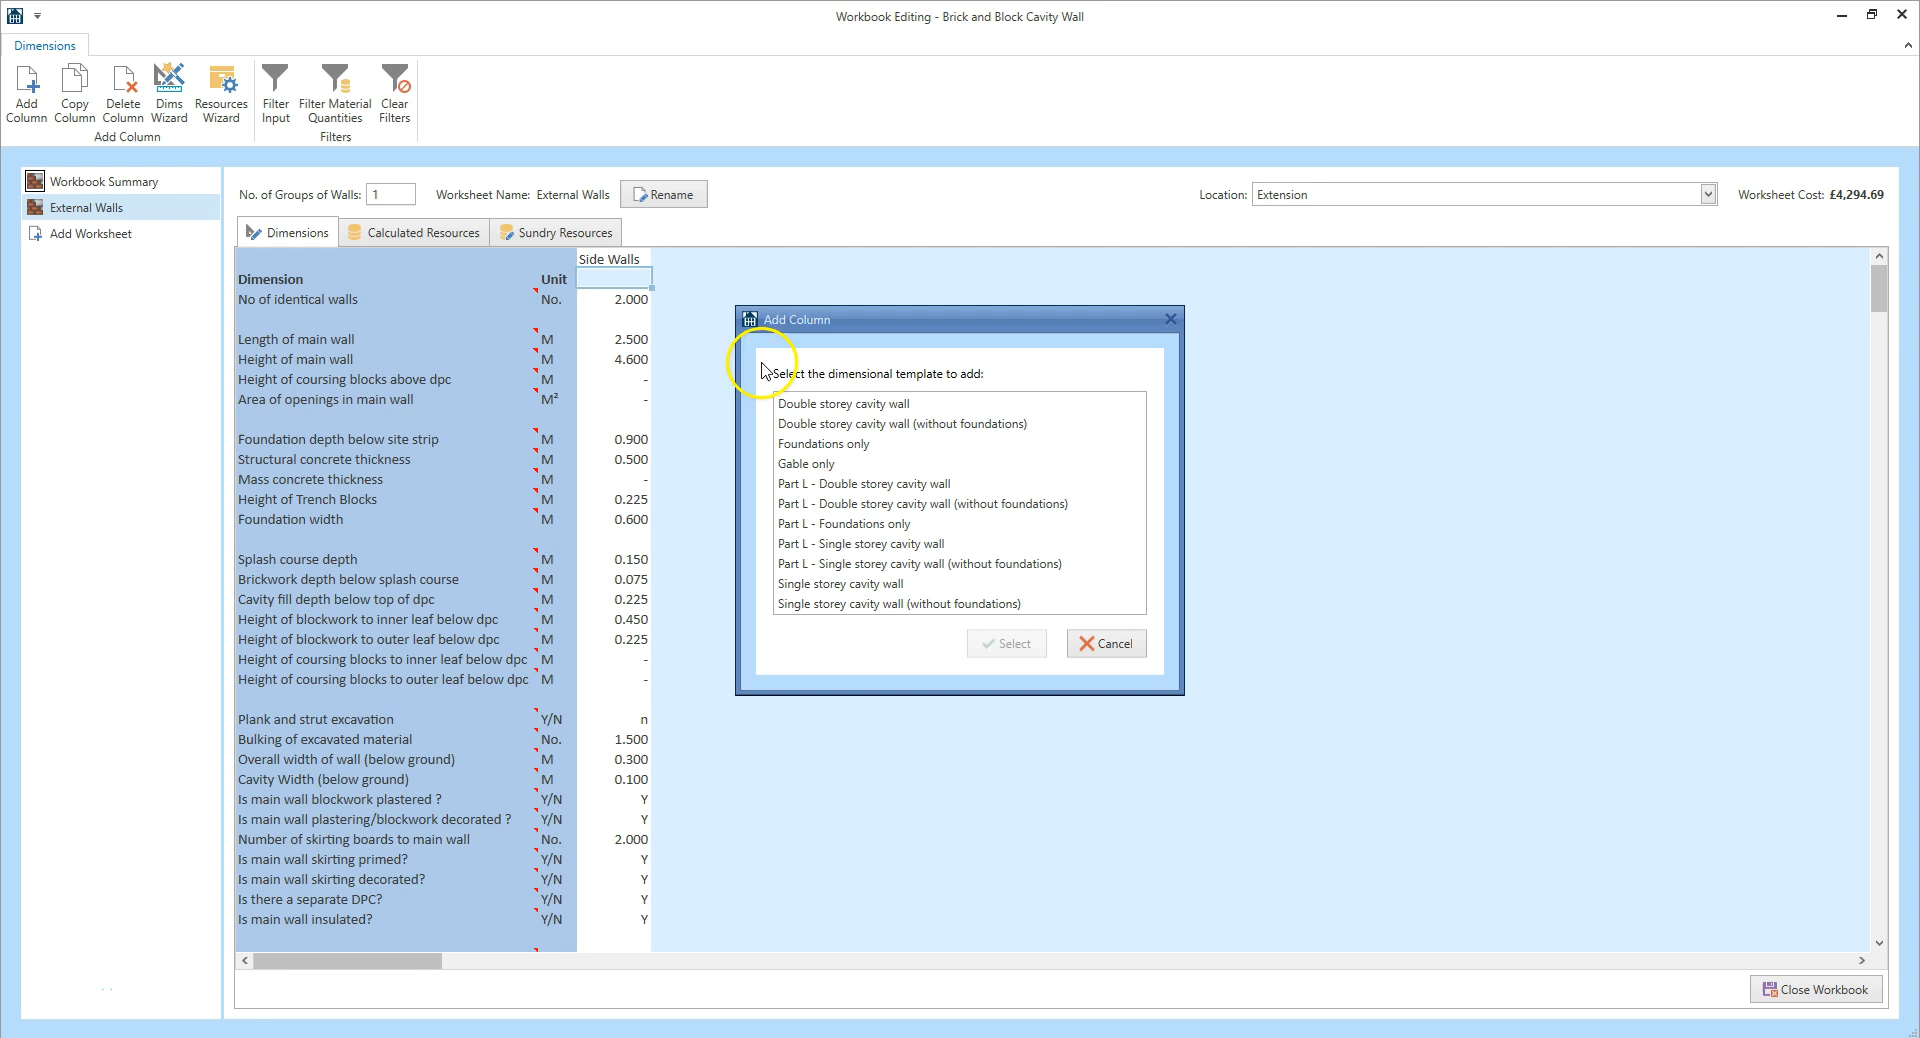 Workbook Editing - Brick and Block Cavity Wall
Dimensions
Add Column
Copy Column
Delete Column
Dims Wizard
Resources Wizard
Filter Input
Filter Material Quantities
Clear Filters
Add Column
Filters
Workbook Summary
External Walls
Add Worksheet
No. of Groups of Walls: 1 Worksheet Name: External Walls Rename Location: Extension Worksheet Cost: £4,294.69
Dimensions Calculated Resources Sundry Resources
Side Walls
Dimension Unit
No of identical walls No. 2.000
Length of main wall M 2.500
Height of main wall M 4.600
Height of coursing blocks above dpc M -
Area of openings in main wall M² -
Foundation depth below site strip M 0.900
Structural concrete thickness M 0.500
Mass concrete thickness M -
Height of Trench Blocks M 0.225
Foundation width M 0.600
Splash course depth M 0.150
Brickwork depth below splash course M 0.075
Cavity fill depth below top of dpc M 0.225
Height of blockwork to inner leaf below dpc M 0.450
Height of blockwork to outer leaf below dpc M 0.225
Height of coursing blocks to inner leaf below dpc M -
Height of coursing blocks to outer leaf below dpc M -
Plank and strut excavation Y/N n
Bulking of excavated material No. 1.500
Overall width of wall (below ground) M 0.300
Cavity Width (below ground) M 0.100
Is main wall blockwork plastered ? Y/N Y
Is main wall plastering/blockwork decorated ? Y/N Y
Number of skirting boards to main wall No. 2.000
Is main wall skirting primed? Y/N Y
Is main wall skirting decorated? Y/N Y
Is there a separate DPC? Y/N Y
Is main wall insulated? Y/N Y
Add Column
Select the dimensional template to add:
Double storey cavity wall
Double storey cavity wall (without foundations)
Foundations only
Gable only
Part L - Double storey cavity wall
Part L - Double storey cavity wall (without foundations)
Part L - Foundations only
Part L - Single storey cavity wall
Part L - Single storey cavity wall (without foundations)
Single storey cavity wall
Single storey cavity wall (without foundations)
Select Cancel
Close Workbook